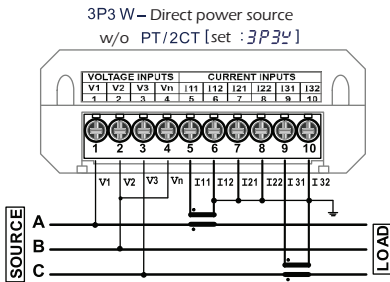 3P3 W – Direct power source
w/o PT/2CT [set : 3P3W]
VOLTAGE INPUTS CURRENT INPUTS
V1 V2 V3 Vn I11 I12 I21 I22 I31 I32
1 2 3 4 5 6 7 8 9 10
1 2 3 4 5 6 7 8 9 10
V1 V2 V3 Vn I11 I12 I21 I22 I31 I32
SOURCE
A
B
C
LOAD